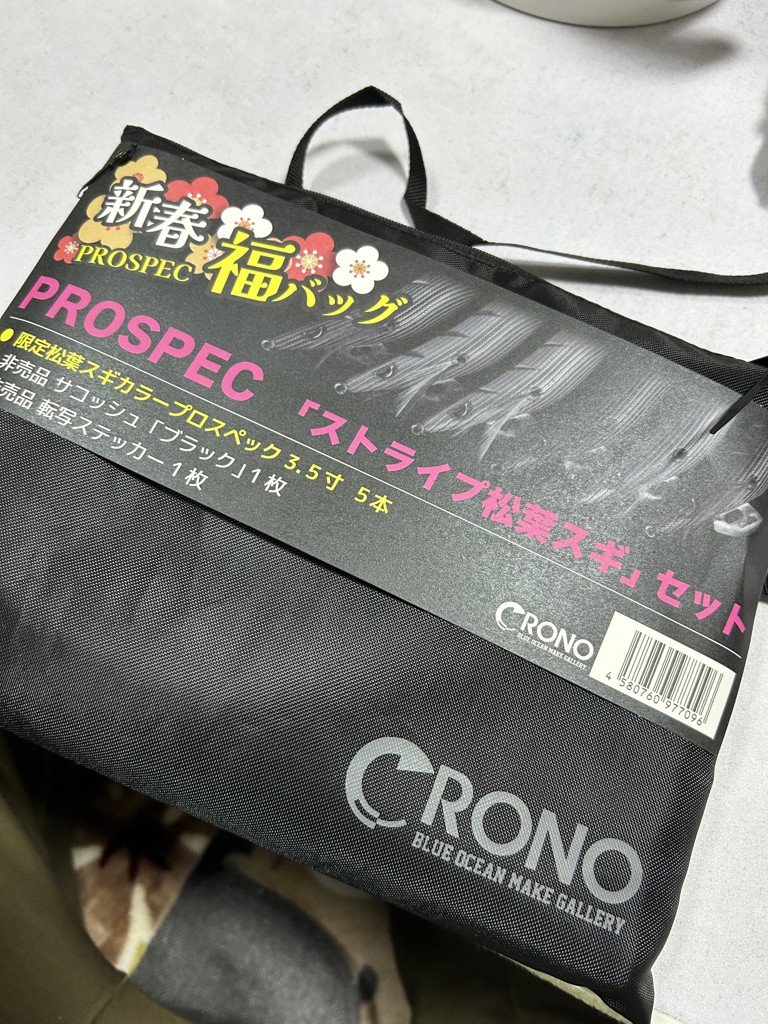 新春
PROSPEC 福バッグ
PROSPEC 「ストライプ松葉スギ」セット
●限定松葉スギカラープロスペック3.5寸 5本
非売品 サコッシュ「ブラック」1枚
非売品 転写ステッカー 1枚
CRONO
BLUE OCEAN MAKE GALLERY
4 580760 977096
CRONO
BLUE OCEAN MAKE GALLERY